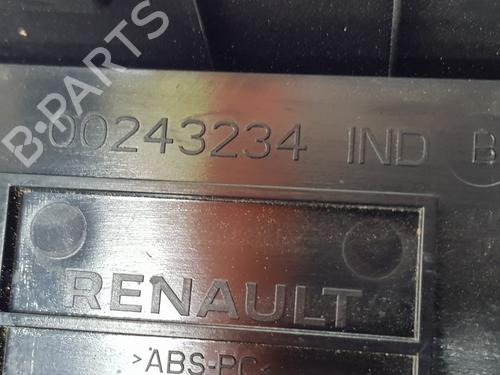 B-PARTS
00243234 IND B
RENAULT
>ABS-PC<